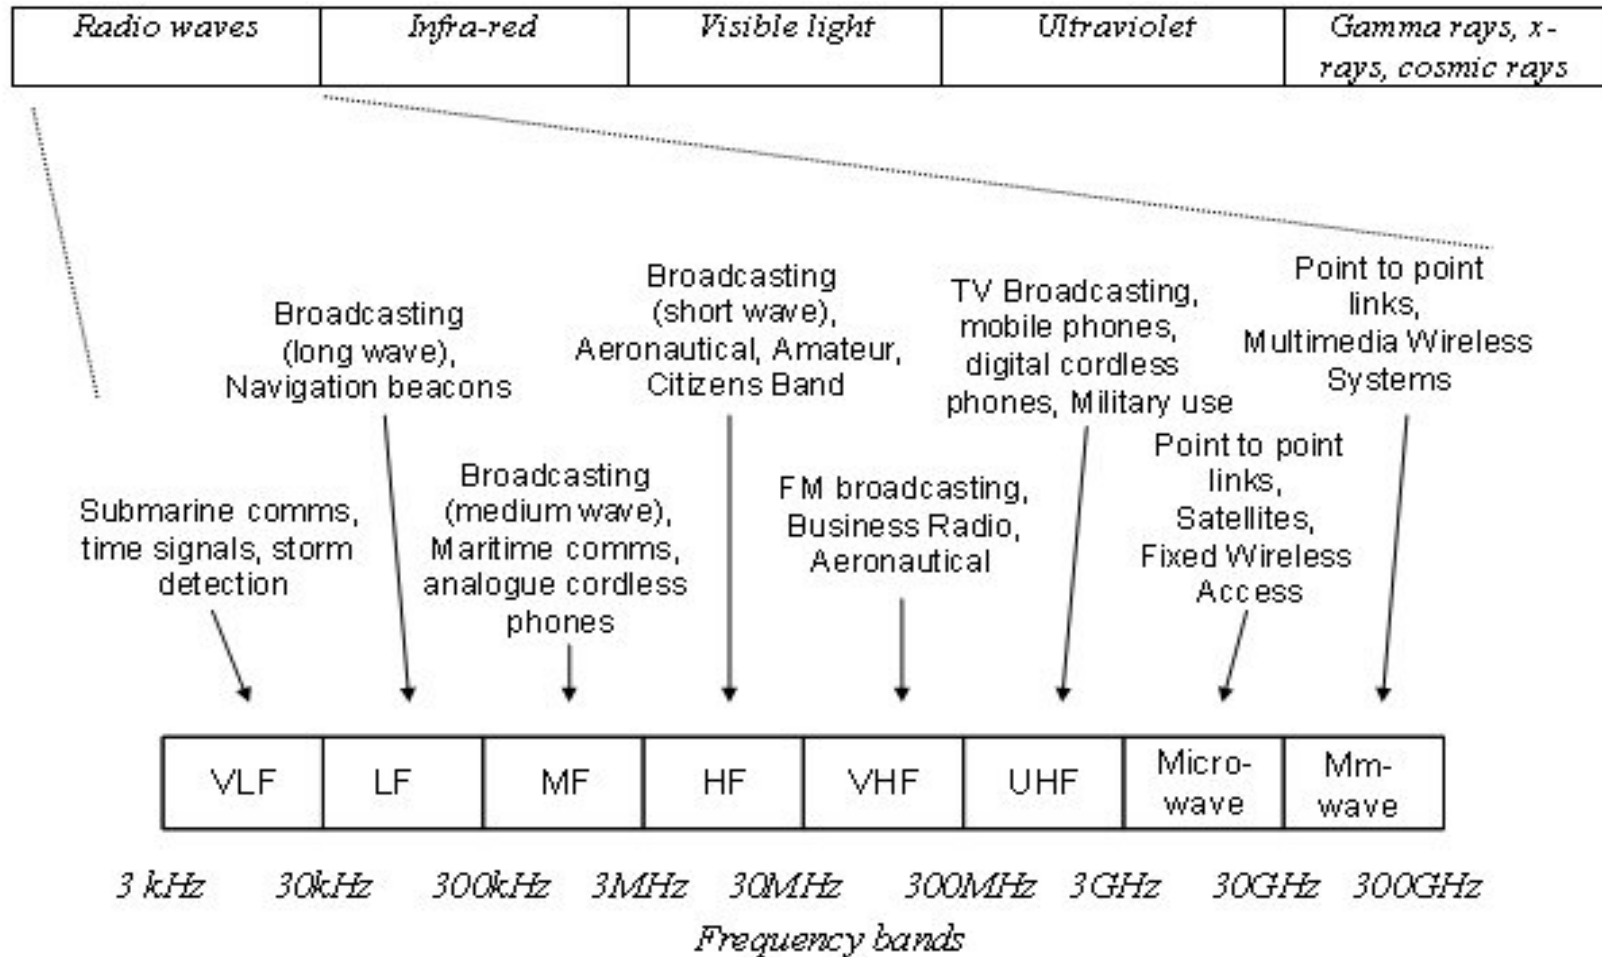 Radio waves
Infra-red
Visible light
Ultraviolet
Gamma rays, x-
rays, cosmic rays
Submarine comms,
time signals, storm
detection
Broadcasting
(long wave),
Navigation beacons
Broadcasting
(medium wave),
Maritime comms,
analogue cordless
phones
Broadcasting
(short wave),
Aeronautical, Amateur,
Citizens Band
FM broadcasting,
Business Radio,
Aeronautical
TV Broadcasting,
mobile phones,
digital cordless
phones, Military use
Point to point
links,
Satellites,
Fixed Wireless
Access
Point to point
links,
Multimedia Wireless
Systems
VLF
LF
MF
HF
VHF
UHF
Micro-
wave
Mm-
wave
3 kHz
30kHz
300kHz
3MHz
30MHz
300MHz
3GHz
30GHz
300GHz
Frequency bands